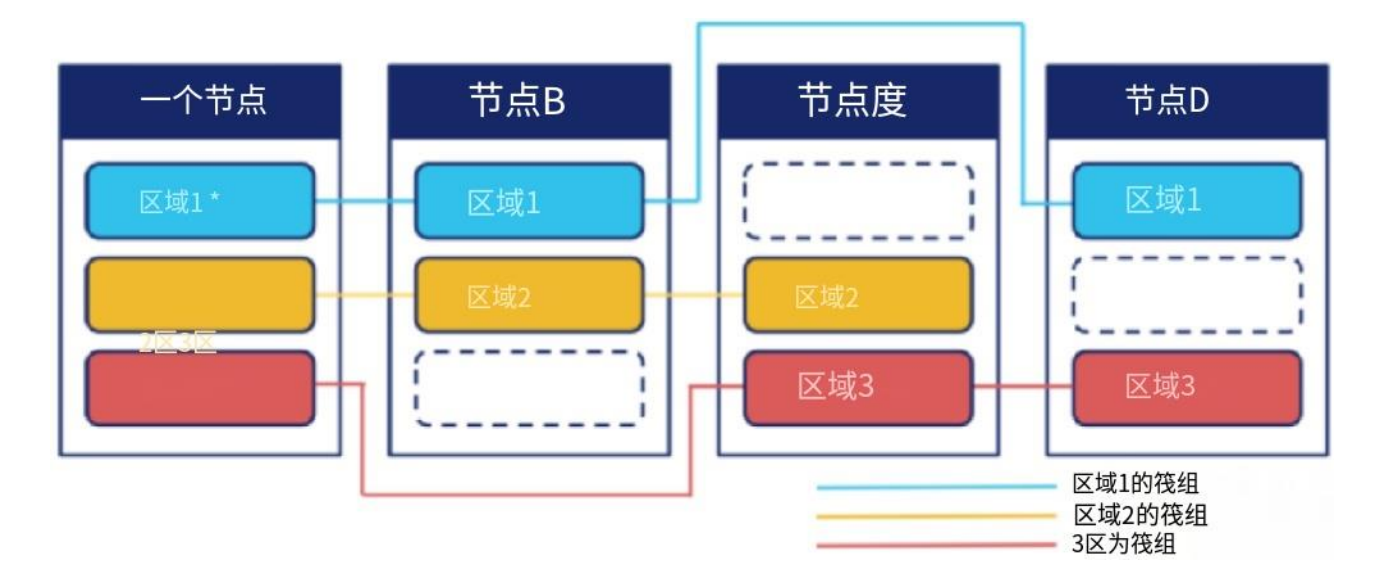 一个节点
节点B
节点度
节点D
区域1 *
区域1
区域1
区域2
区域2
2区3区
区域3
区域3
区域1的筏组
区域2的筏组
3区为筏组